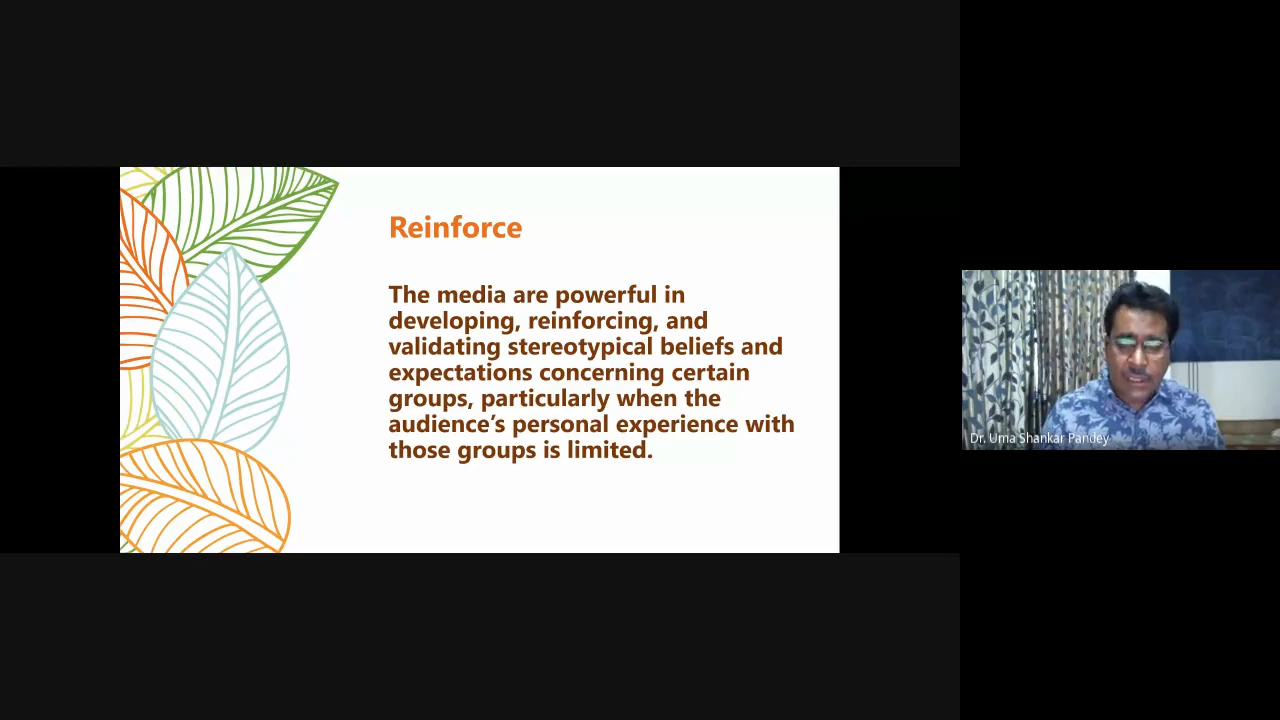 Reinforce
The media are powerful in
developing, reinforcing, and
validating stereotypical beliefs and
expectations concerning certain
groups, particularly when the
audience’s personal experience with
those groups is limited.
Dr. Uma Shankar Pandey